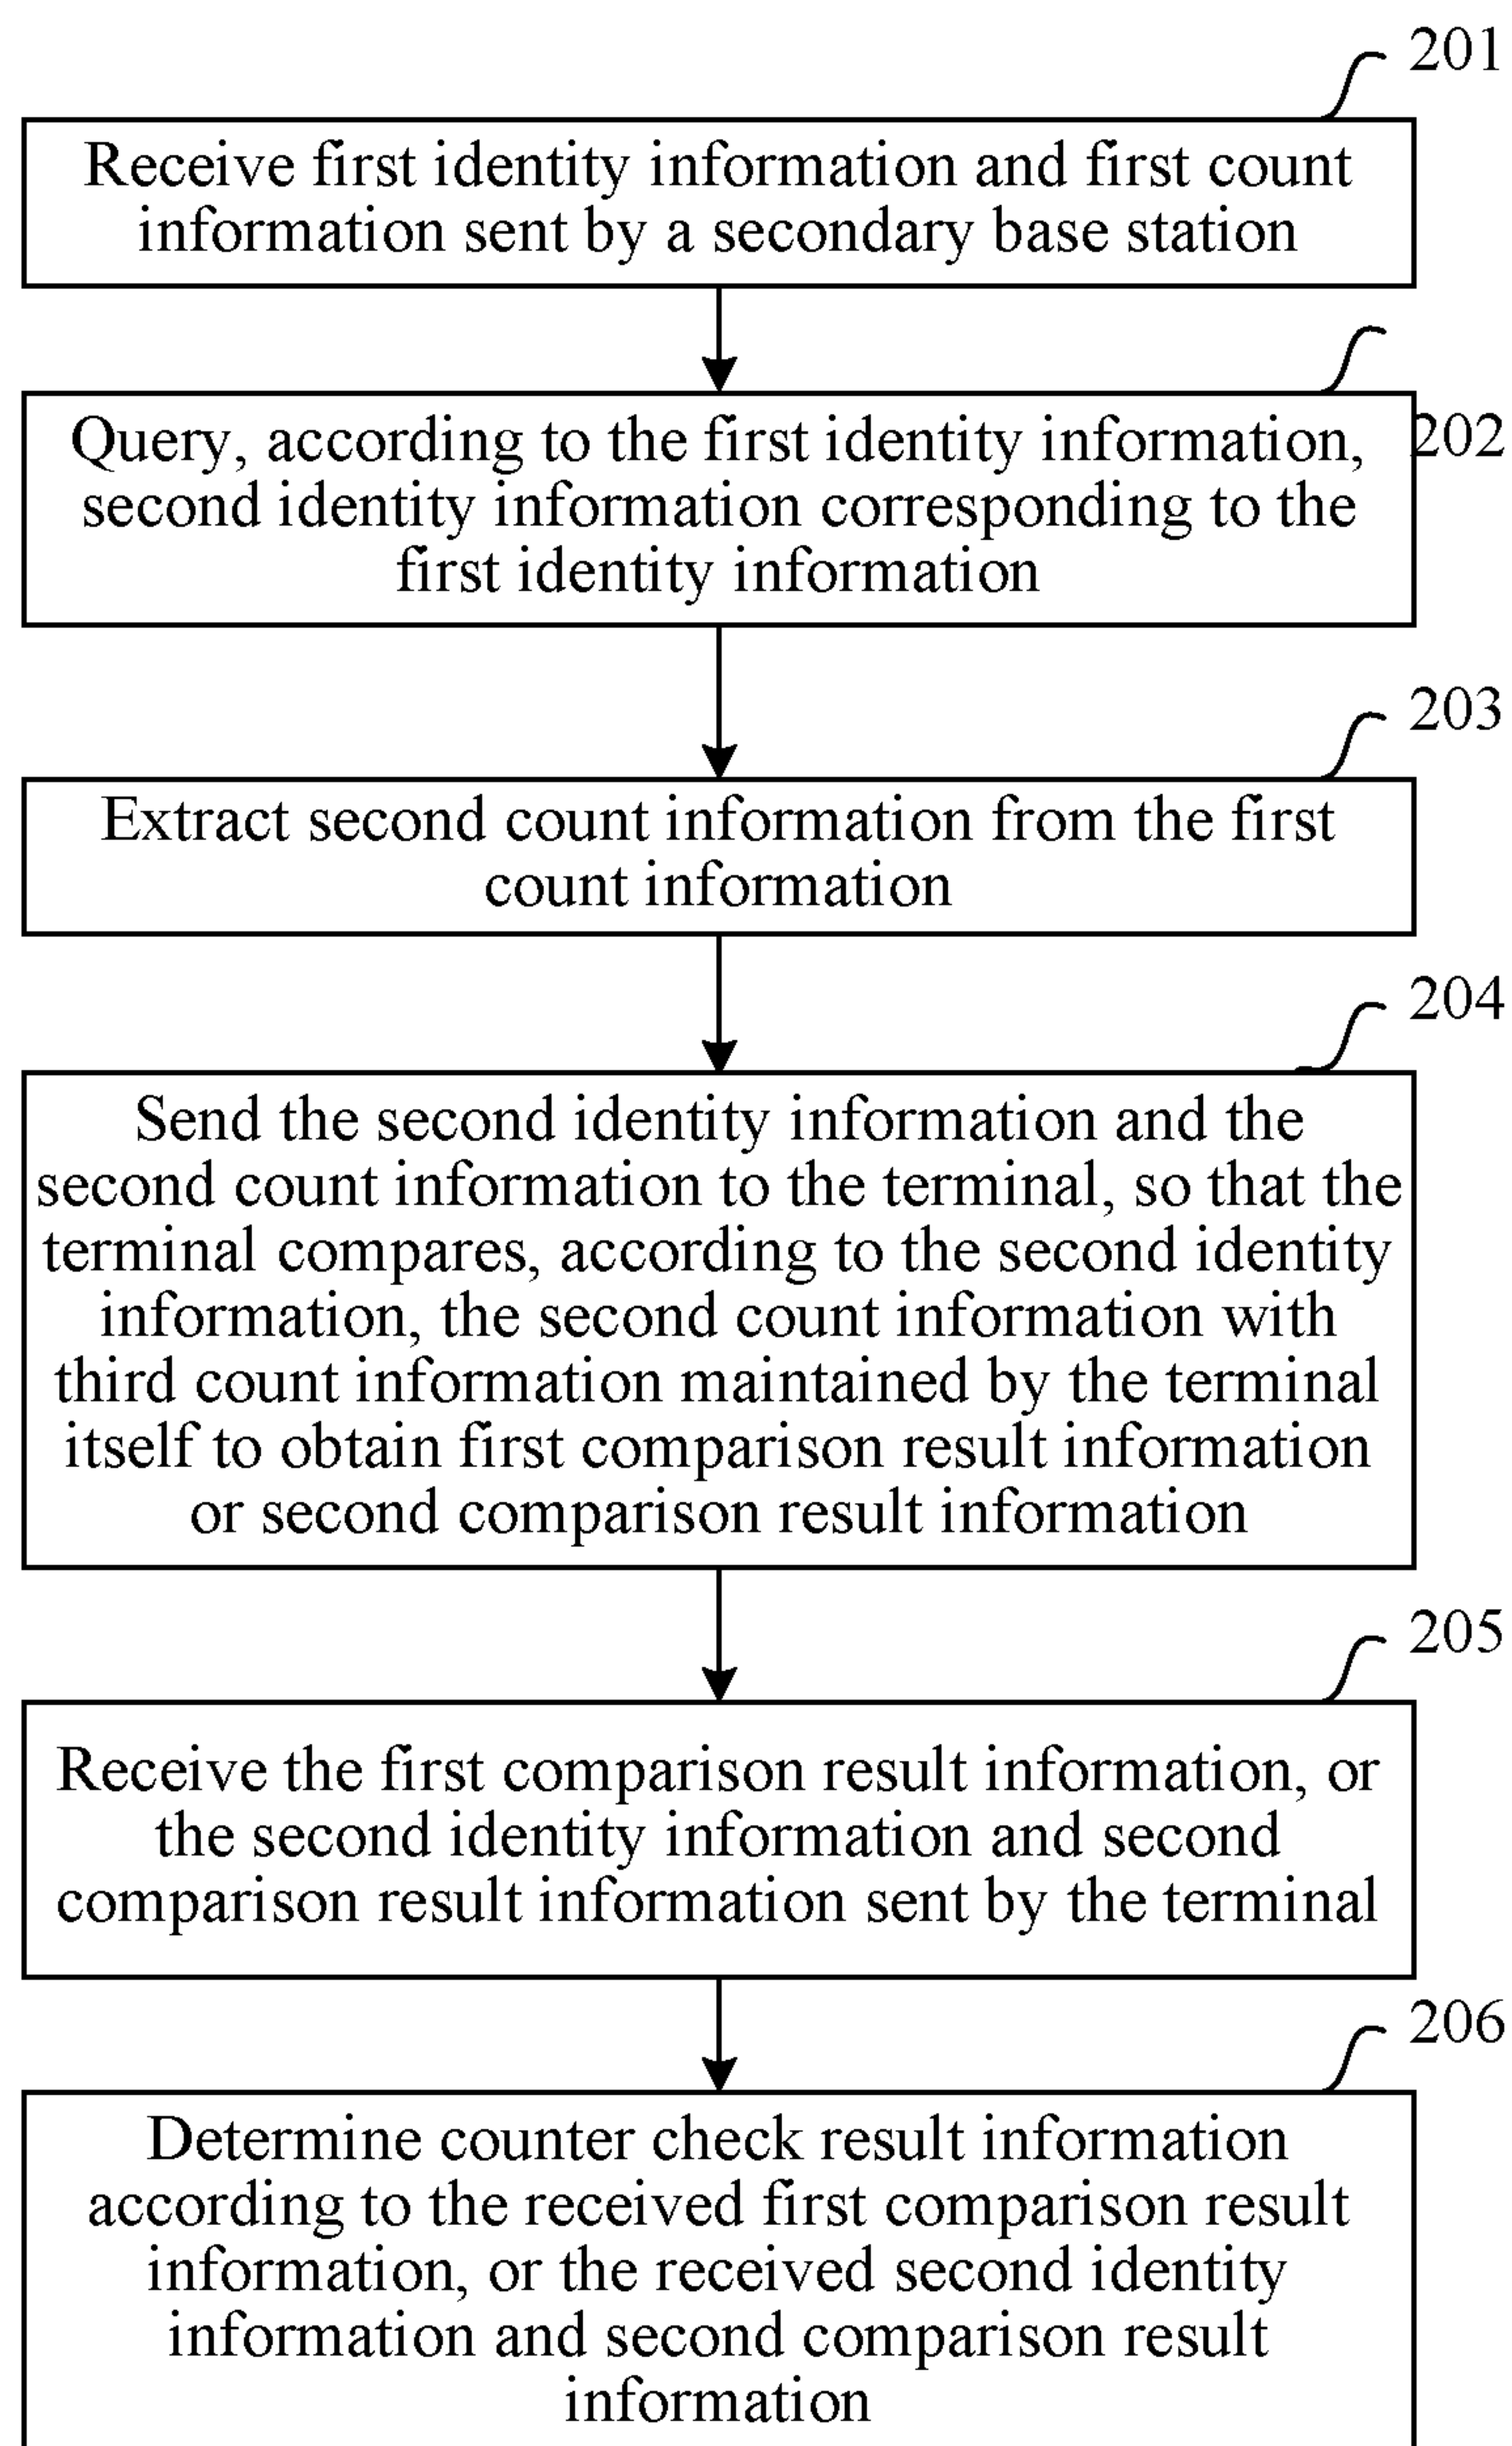 201
Receive first identity information and first count
information sent by a secondary base station
202
Query, according to the first identity information,
second identity information corresponding to the
first identity information
203
Extract second count information from the first
count information
204
Send the second identity information and the
second count information to the terminal, so that the
terminal compares, according to the second identity
information, the second count information with
third count information maintained by the terminal
itself to obtain first comparison result information
or second comparison result information
205
Receive the first comparison result information, or
the second identity information and second
comparison result information sent by the terminal
206
Determine counter check result information
according to the received first comparison result
information, or the received second identity
information and second comparison result
information